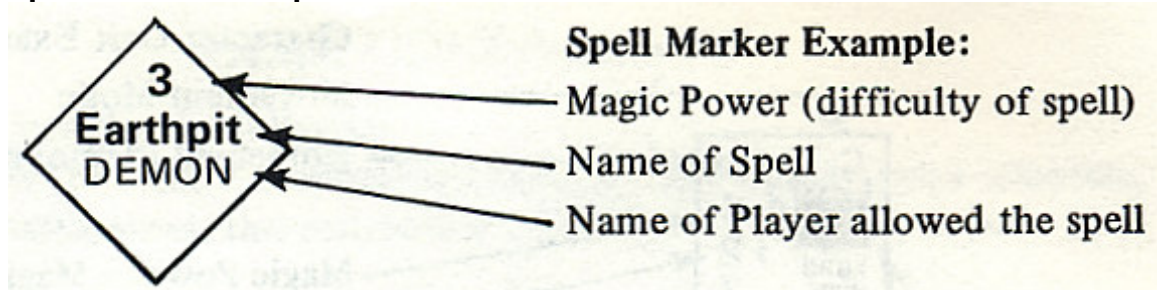 Spell Marker Example:
3
Magic Power (difficulty of spell)
Earthpit
Name of Spell
DEMON
Name of Player allowed the spell